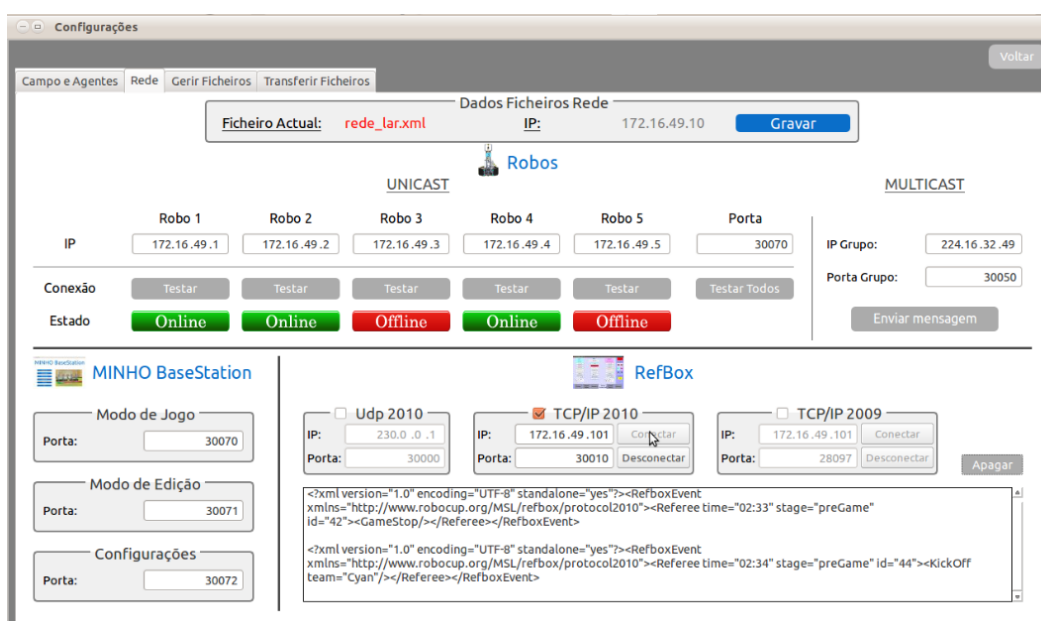 Configurações
Voltar
Campo e Agentes Rede Gerir Ficheiros Transferir Ficheiros
Dados Ficheiros Rede
Ficheiro Actual: rede_lar.xml IP: 172.16.49.10 Gravar
Robos
UNICAST MULTICAST
Robo 1 Robo 2 Robo 3 Robo 4 Robo 5 Porta
IP 172.16.49.1 172.16.49.2 172.16.49.3 172.16.49.4 172.16.49.5 30070 IP Grupo: 224.16.32.49
Porta Grupo: 30050
Conexão Testar Testar Testar Testar Testar Testar Todos
Estado Online Online Offline Online Offline Enviar mensagem
MINHO BaseStation
MINHO BaseStation RefBox
Modo de Jogo Udp 2010 TCP/IP 2010 TCP/IP 2009
Porta: 30070 IP: 230.0 .0 .1 IP: 172.16.49.101 Conectar IP: 172.16.49.101 Conectar
Porta: 30000 Porta: 30010 Desconectar Porta: 28097 Desconectar
Apagar
Modo de Edição
Porta: 30071
Configurações
Porta: 30072
<?xml version="1.0" encoding="UTF-8" standalone="yes"?><RefboxEvent
xmlns="http://www.robocup.org/MSL/refbox/protocol2010"><Referee time="02:33" stage="preGame"
id="42"><GameStop/></Referee></RefboxEvent>
<?xml version="1.0" encoding="UTF-8" standalone="yes"?><RefboxEvent
xmlns="http://www.robocup.org/MSL/refbox/protocol2010"><Referee time="02:34" stage="preGame" id="44"><KickOff
team="Cyan"/></Referee></RefboxEvent>